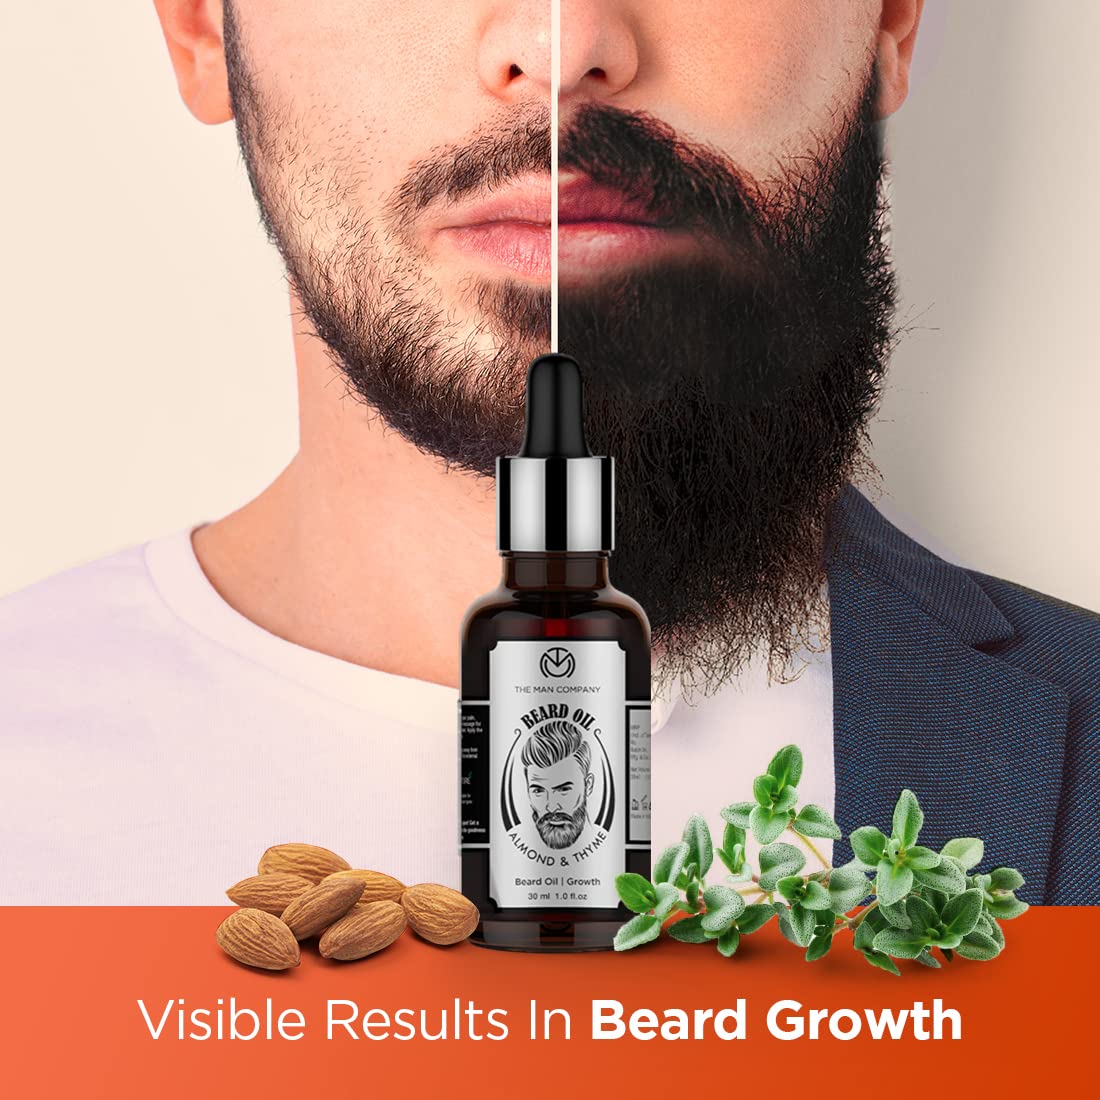 THE MAN COMPANY
BEARD OIL
ALMOND & THYME
Beard Oil | Growth
30 ml 1.0 fl.oz
Visible Results In Beard Growth